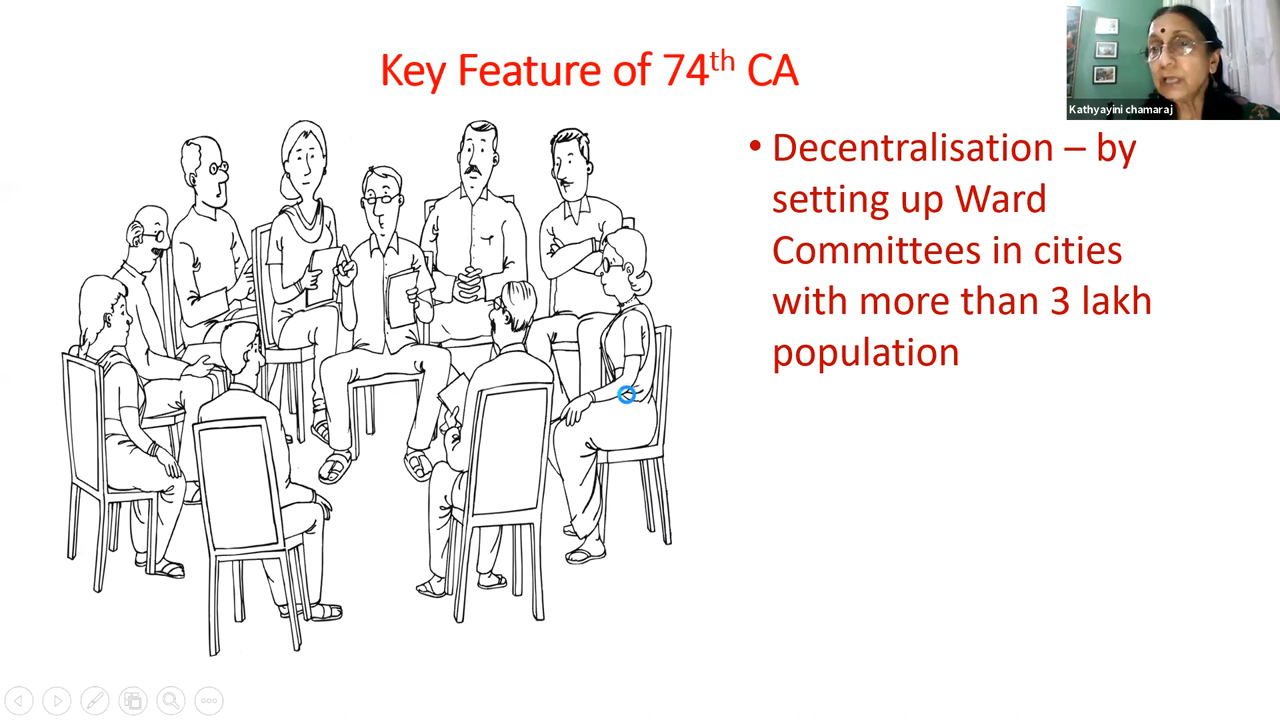 Key Feature of 74th CA
Kathyayini chamaraj
• Decentralisation – by
setting up Ward
Committees in cities
with more than 3 lakh
population